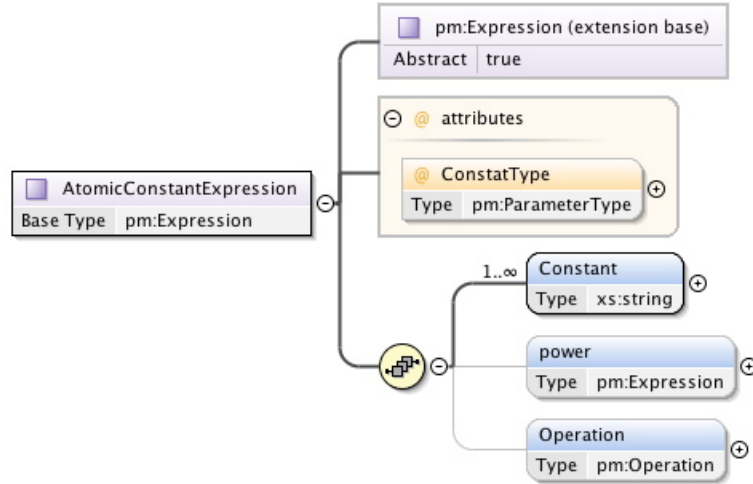 pm:Expression (extension base)
Abstract true
@ attributes
@ ConstatType
Type pm:ParameterType
AtomicConstantExpression
Base Type pm:Expression
1..∞
Constant
Type xs:string
power
Type pm:Expression
Operation
Type pm:Operation